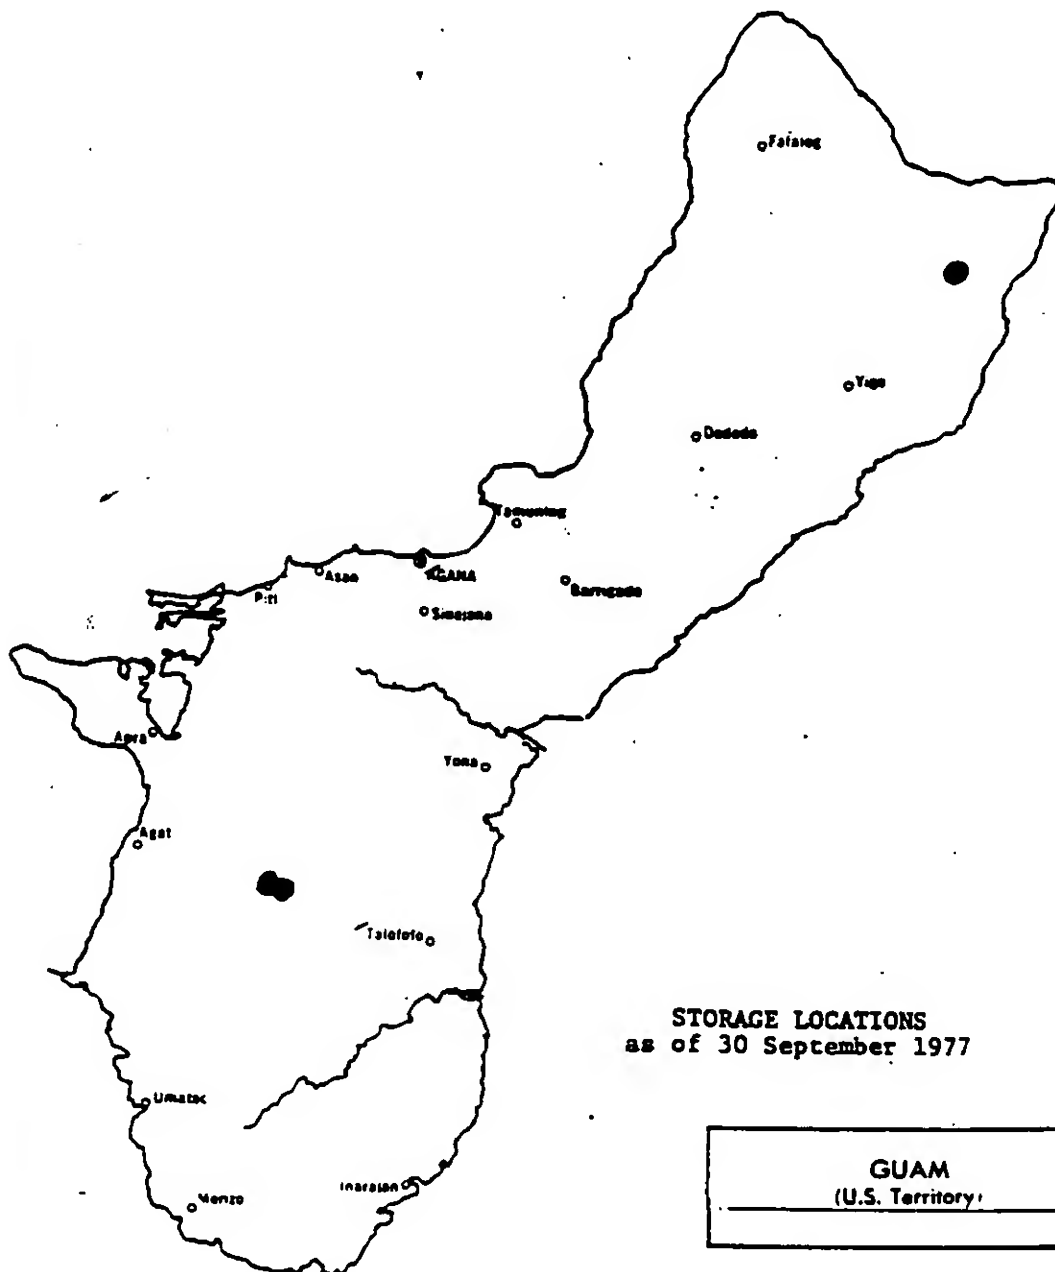 Fafalog
Yigo
Dededo
Tamuning
Asan
AGANA
Piti
Barrigada
Sinajana
Apra
Yona
Agat
Talofofo
STORAGE LOCATIONS
as of 30 September 1977
Umatac
Merizo
Inarajan
GUAM
(U.S. Territory)